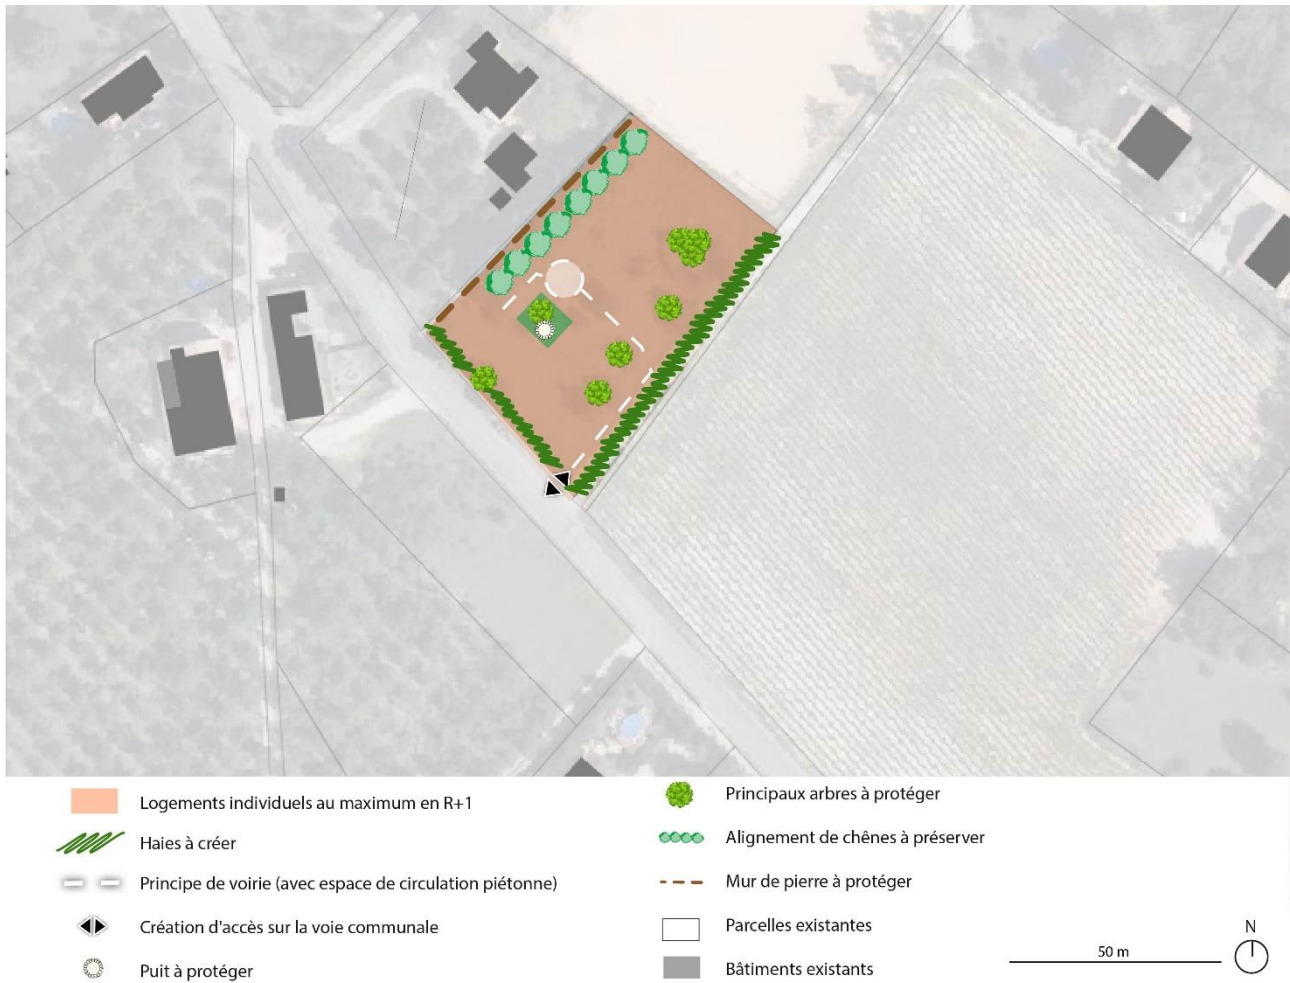 Logements individuels au maximum en R+1
Haies à créer
Principe de voirie (avec espace de circulation piétonne)
Création d'accès sur la voie communale
Puit à protéger
Principaux arbres à protéger
Alignement de chênes à préserver
Mur de pierre à protéger
Parcelles existantes
Bâtiments existants
50 m
N